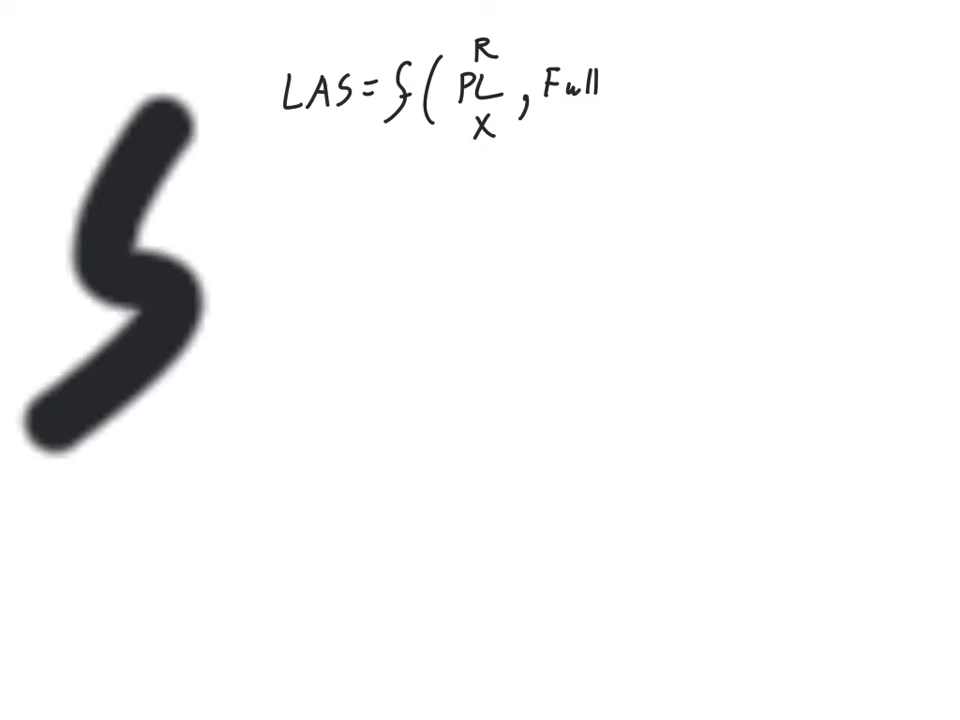 R
LAS = f ( PL , Full
X